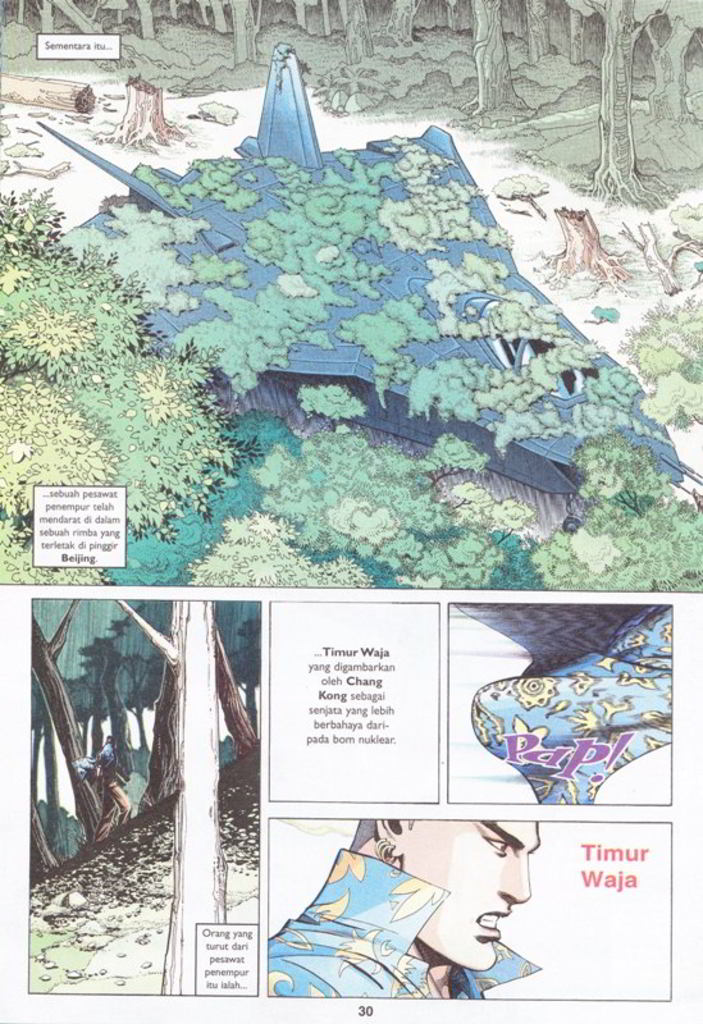 Sementara itu...
...sebuah pesawat
penempur telah
mendarat di dalam
sebuah rimba yang
terletak di pinggir
Beijing.
...Timur Waja
yang digambarkan
oleh Chang
Kong sebagai
senjata yang lebih
berbahaya dari-
pada bom nuklear.
Pap!
Orang yang
turut dari
pesawat
penempur
itu ialah...
Timur
Waja
30